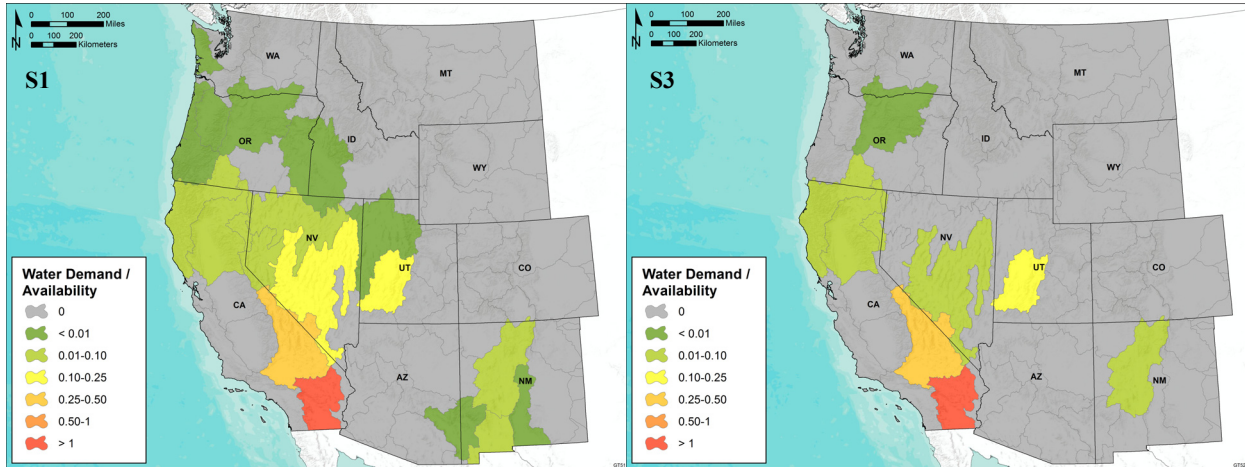 0 100 200
Miles
0 100 200
Kilometers
N
S1
WA
MT
OR
ID
WY
NV
UT
CO
CA
AZ
NM
Water Demand /
Availability
0
< 0.01
0.01-0.10
0.10-0.25
0.25-0.50
0.50-1
> 1
GT51
0 100 200
Miles
0 100 200
Kilometers
N
S3
WA
MT
OR
ID
WY
NV
UT
CO
CA
AZ
NM
Water Demand /
Availability
0
< 0.01
0.01-0.10
0.10-0.25
0.25-0.50
0.50-1
> 1
GT52